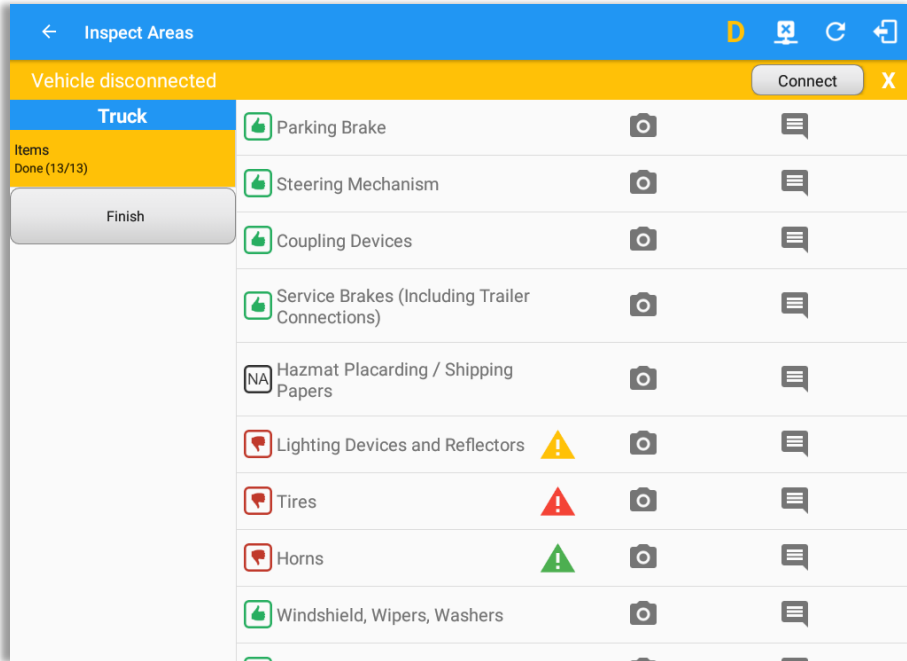 Inspect Areas
D
Vehicle disconnected
Connect
X
Truck
Items
Done (13/13)
Finish
Parking Brake
Steering Mechanism
Coupling Devices
Service Brakes (Including Trailer
Connections)
NA
Hazmat Placarding / Shipping
Papers
Lighting Devices and Reflectors
Tires
Horns
Windshield, Wipers, Washers